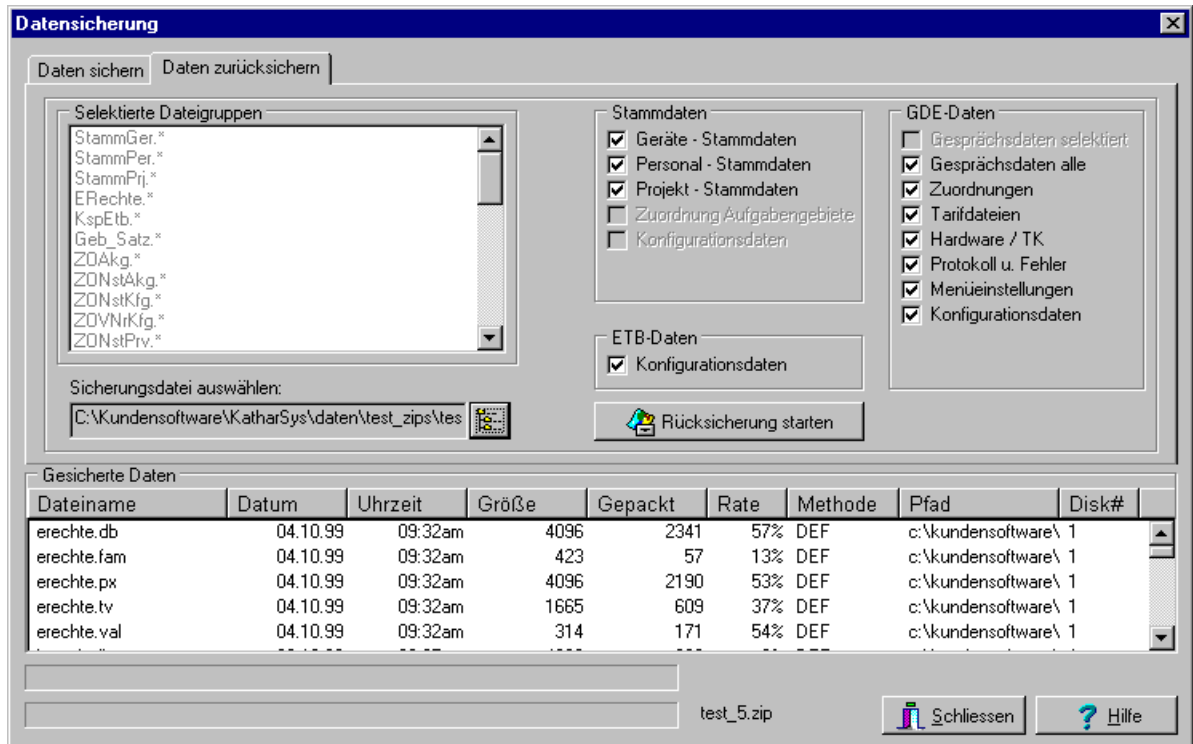 Datensicherung
Daten sichern
Daten zurücksichern
Selektierte Dateigruppen
StammGer.*
StammPer.*
StammPrj.*
ERechte.*
KspEtb.*
Geb_Satz.*
ZOAkg.*
ZONstAkg.*
ZONstKfg.*
ZOVNrKfg.*
ZONstPrv.*
Sicherungsdatei auswählen:
C:\Kundensoftware\KatharSys\daten\test_zips\tes
Stammdaten
Geräte - Stammdaten
Personal - Stammdaten
Projekt - Stammdaten
Zuordnung Aufgabengebiete
Konfigurationsdaten
ETB-Daten
Konfigurationsdaten
Rücksicherung starten
GDE-Daten
Gesprächsdaten selektiert
Gesprächsdaten alle
Zuordnungen
Tarifdateien
Hardware / TK
Protokoll u. Fehler
Menüeinstellungen
Konfigurationsdaten
Gesicherte Daten
Dateiname Datum Uhrzeit Größe Gepackt Rate Methode Pfad Disk#
erechte.db 04.10.99 09:32am 4096 2341 57% DEF c:\kundensoftware\ 1
erechte.fam 04.10.99 09:32am 423 57 13% DEF c:\kundensoftware\ 1
erechte.px 04.10.99 09:32am 4096 2190 53% DEF c:\kundensoftware\ 1
erechte.tv 04.10.99 09:32am 1665 609 37% DEF c:\kundensoftware\ 1
erechte.val 04.10.99 09:32am 314 171 54% DEF c:\kundensoftware\ 1
test_5.zip
Schliessen
Hilfe